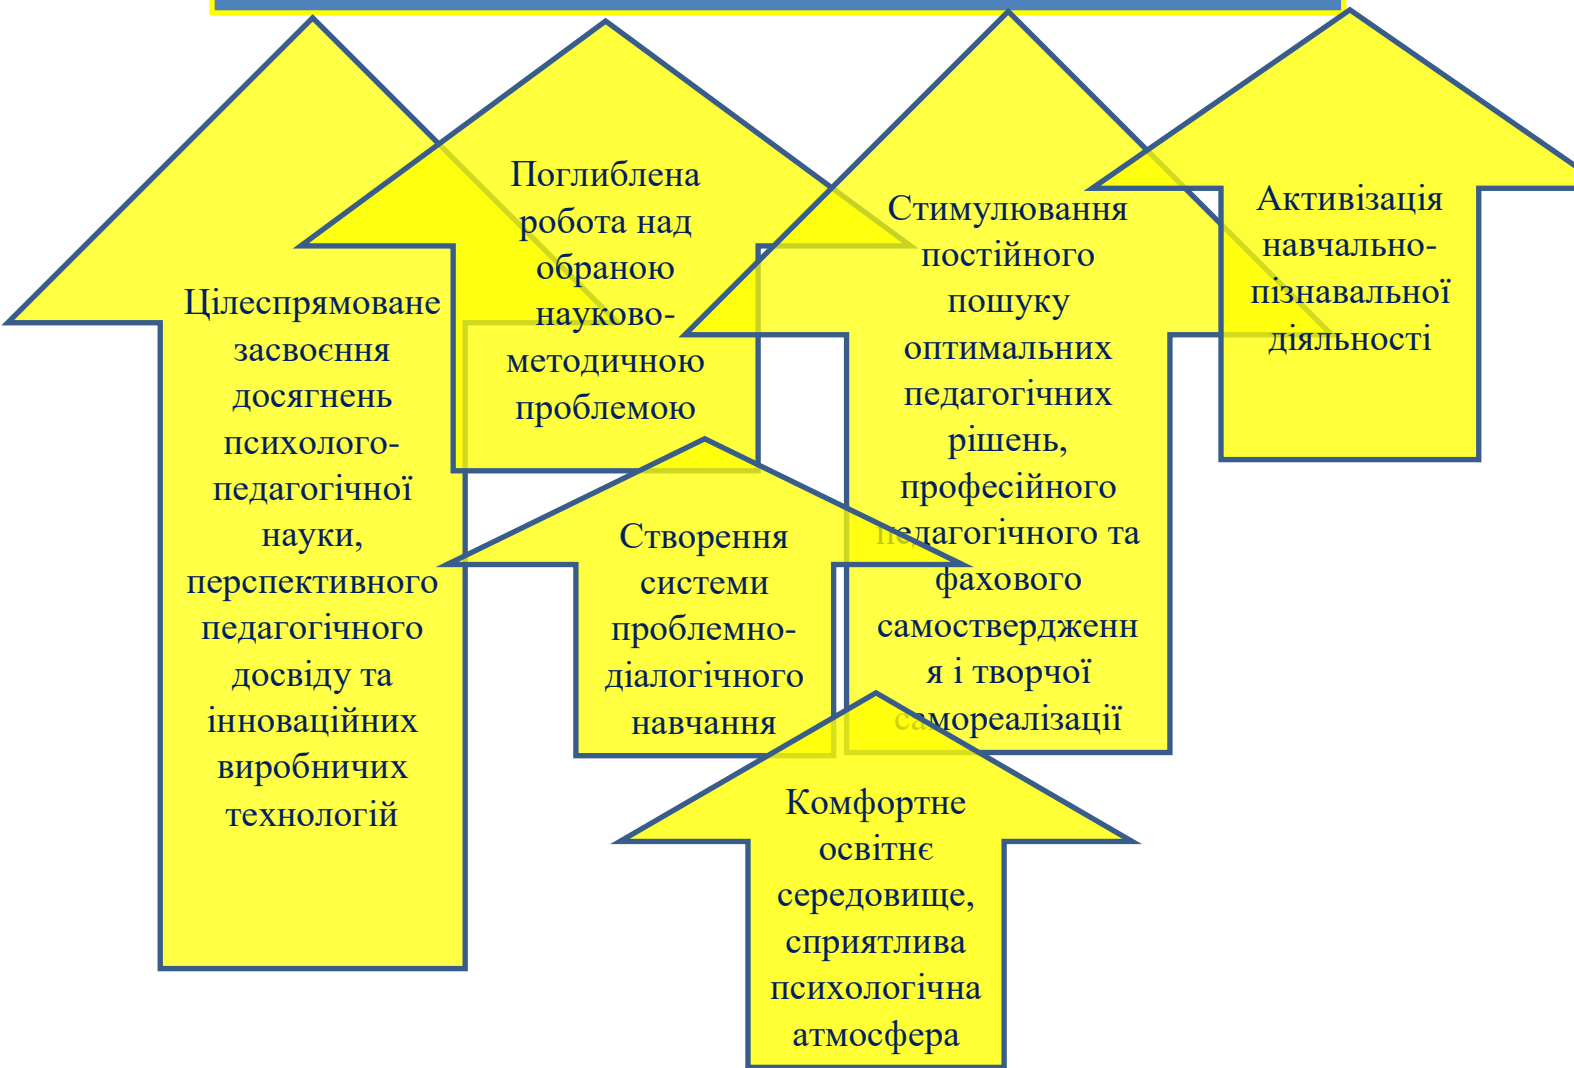 Цілеспрямоване
засвоєння
досягнень
психолого-
педагогічної
науки,
перспективного
педагогічного
досвіду та
інноваційних
виробничих
технологій
Поглиблена
робота над
обраною
науково-
методичною
проблемою
Створення
системи
проблемно-
діалогічного
навчання
Стимулювання
постійного
пошуку
оптимальних
педагогічних
рішень,
професійного
педагогічного та
фахового
самоствердженн
я і творчої
самореалізації
Комфортне
освітнє
середовище,
сприятлива
психологічна
атмосфера
Активізація
навчально-
пізнавальної
діяльності